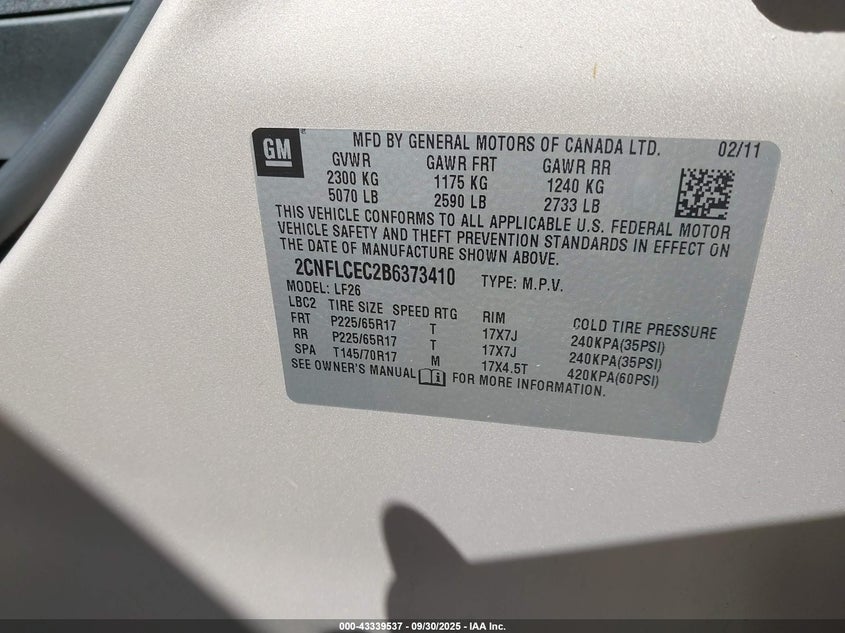 GM
MFD BY GENERAL MOTORS OF CANADA LTD. 02/11
GVWR GAWR FRT GAWR RR
2300 KG 1175 KG 1240 KG
5070 LB 2590 LB 2733 LB
THIS VEHICLE CONFORMS TO ALL APPLICABLE U.S. FEDERAL MOTOR
VEHICLE SAFETY AND THEFT PREVENTION STANDARDS IN EFFECT ON
THE DATE OF MANUFACTURE SHOWN ABOVE.
2CNFLCEC2B6373410 TYPE: M.P.V.
MODEL: LF26
LBC2 TIRE SIZE SPEED RTG RIM COLD TIRE PRESSURE
FRT P225/65R17 T 17X7J 240KPA(35PSI)
RR P225/65R17 T 17X7J 240KPA(35PSI)
SPA T145/70R17 M 17X4.5T 420KPA(60PSI)
SEE OWNER'S MANUAL FOR MORE INFORMATION.
000-43339537 - 09/30/2025 - IAA Inc.